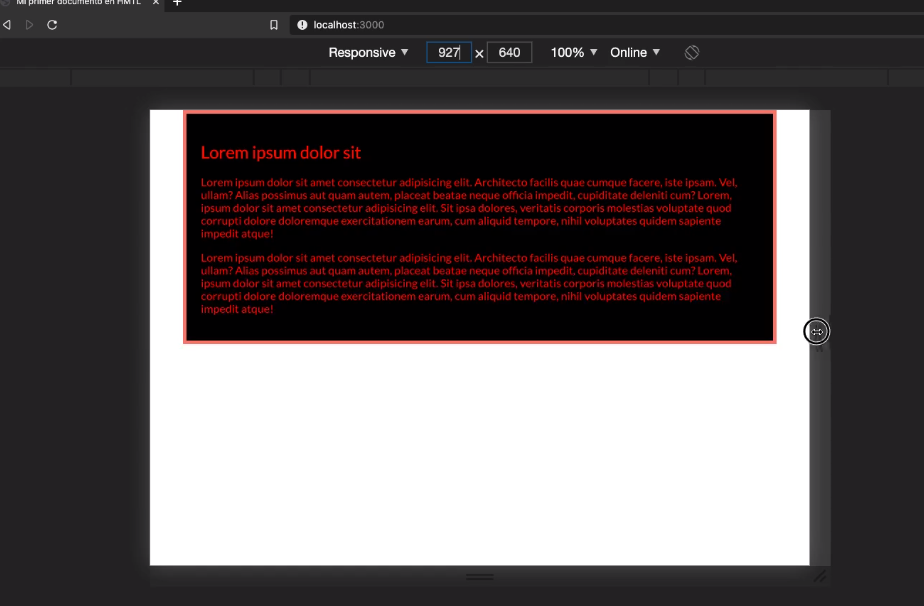 Mi primer documento en HMTL × +
localhost:3000
Responsive ▼ 927 × 640 100% ▼ Online ▼
Lorem ipsum dolor sit
Lorem ipsum dolor sit amet consectetur adipisicing elit. Architecto facilis quae cumque facere, iste ipsam. Vel,
ullam? Alias possimus aut quam autem, placeat beatae neque officia impedit, cupiditate deleniti cum? Lorem,
ipsum dolor sit amet consectetur adipisicing elit. Sit ipsa dolores, veritatis corporis molestias voluptate quod
corrupti dolore doloremque exercitationem earum, cum aliquid tempore, nihil voluptates quidem sapiente
impedit atque!
Lorem ipsum dolor sit amet consectetur adipisicing elit. Architecto facilis quae cumque facere, iste ipsam. Vel,
ullam? Alias possimus aut quam autem, placeat beatae neque officia impedit, cupiditate deleniti cum? Lorem,
ipsum dolor sit amet consectetur adipisicing elit. Sit ipsa dolores, veritatis corporis molestias voluptate quod
corrupti dolore doloremque exercitationem earum, cum aliquid tempore, nihil voluptates quidem sapiente
impedit atque!